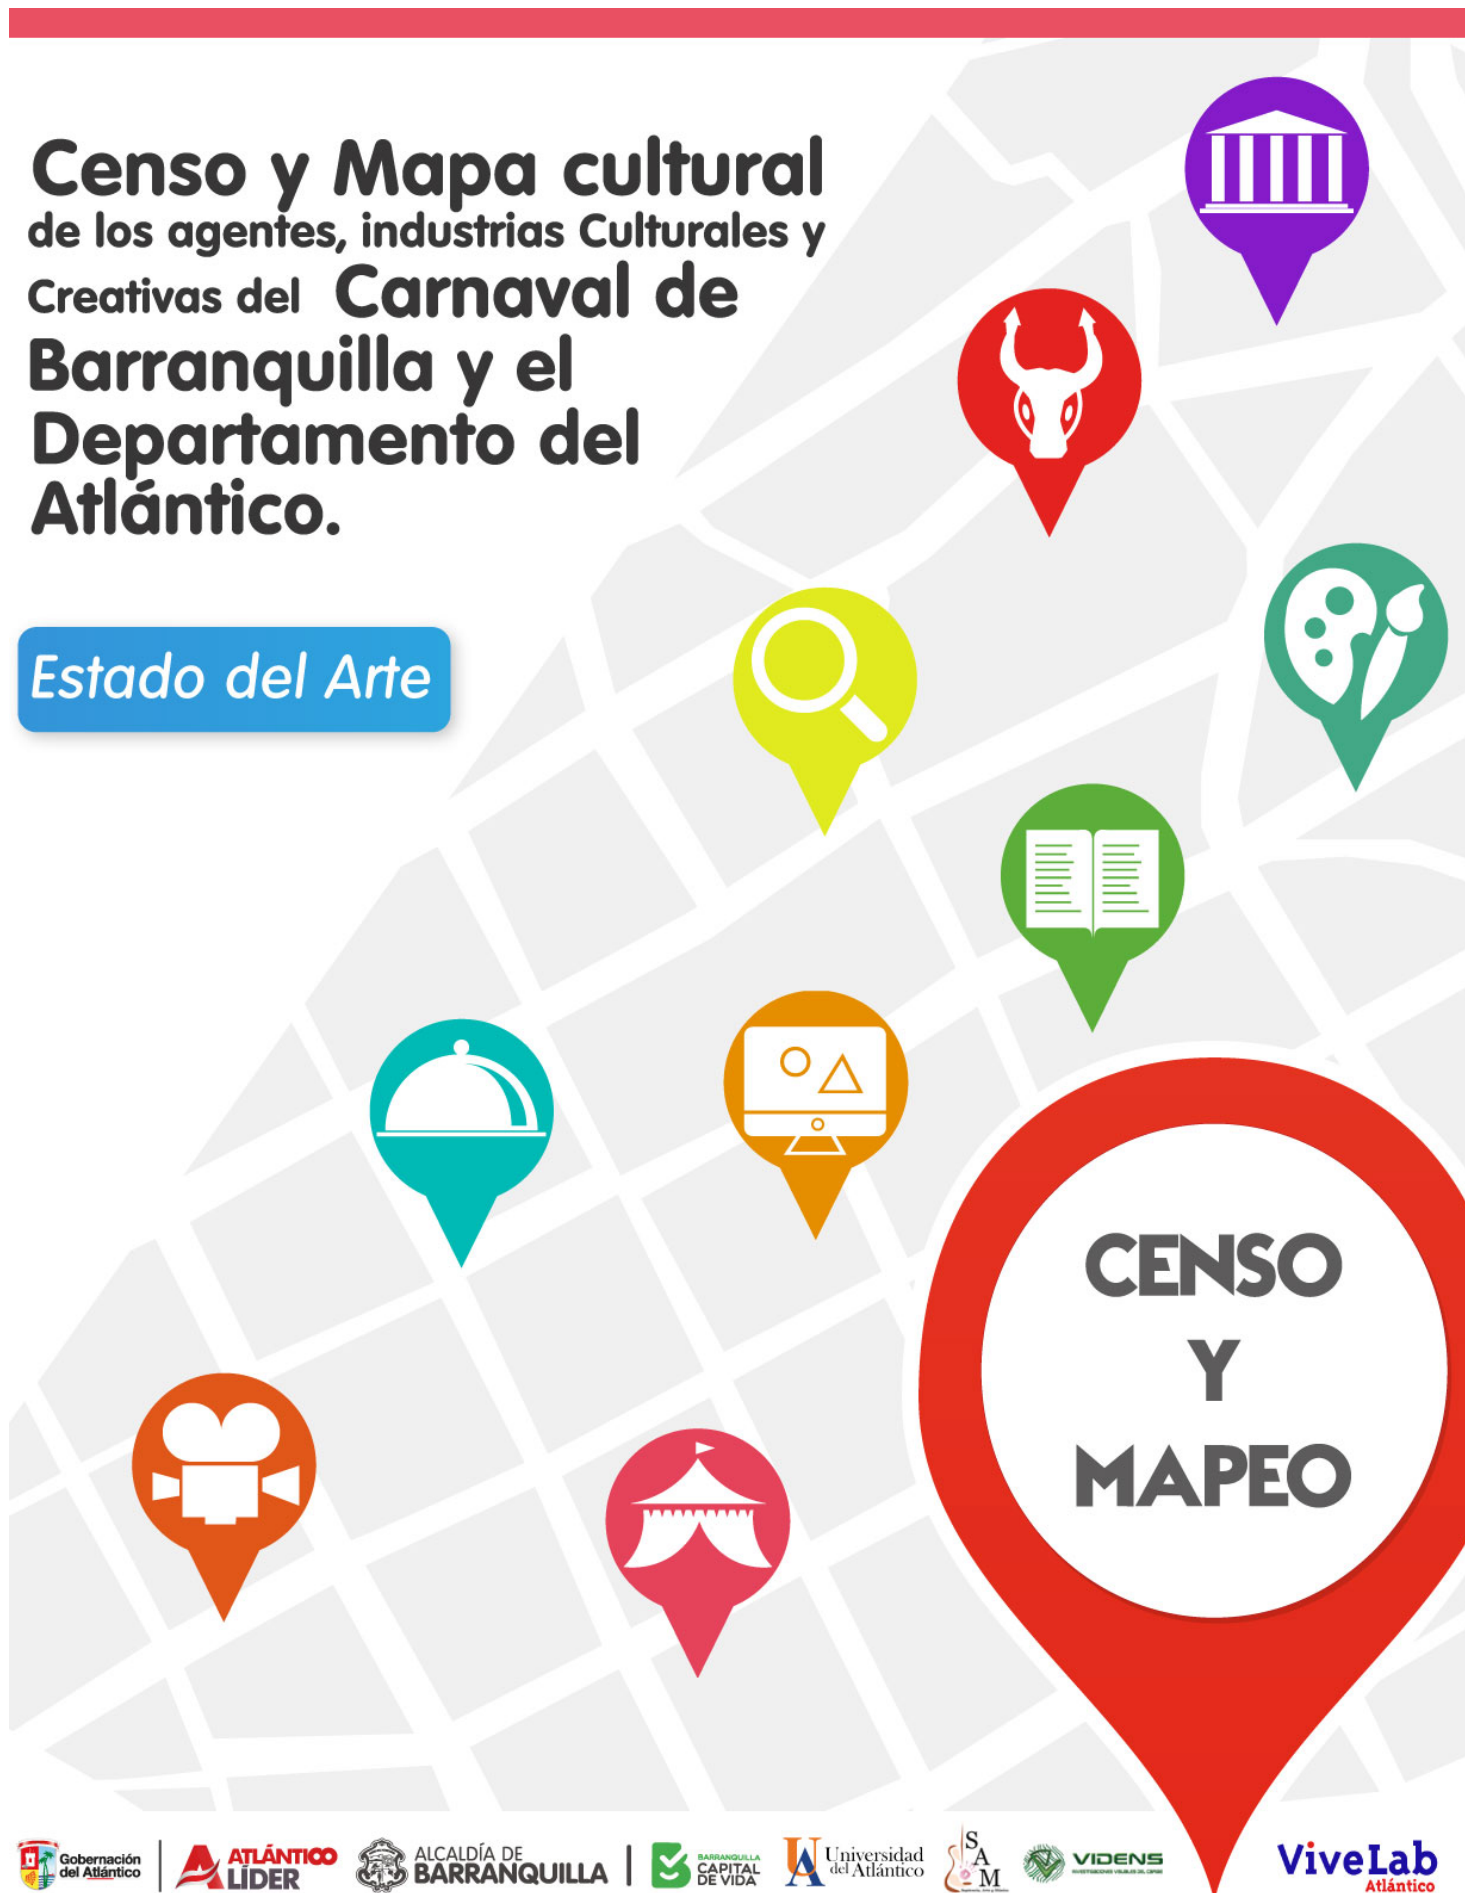 Censo y Mapa cultural
de los agentes, industrias Culturales y
Creativas del Carnaval de
Barranquilla y el
Departamento del
Atlántico.
Estado del Arte
CENSO
Y
MAPEO
Gobernación
del Atlántico
ATLÁNTICO
LÍDER
ALCALDÍA DE
BARRANQUILLA
BARRANQUILLA
CAPITAL
DE VIDA
Universidad
del Atlántico
SAM
VIDENS
ViveLab
Atlántico